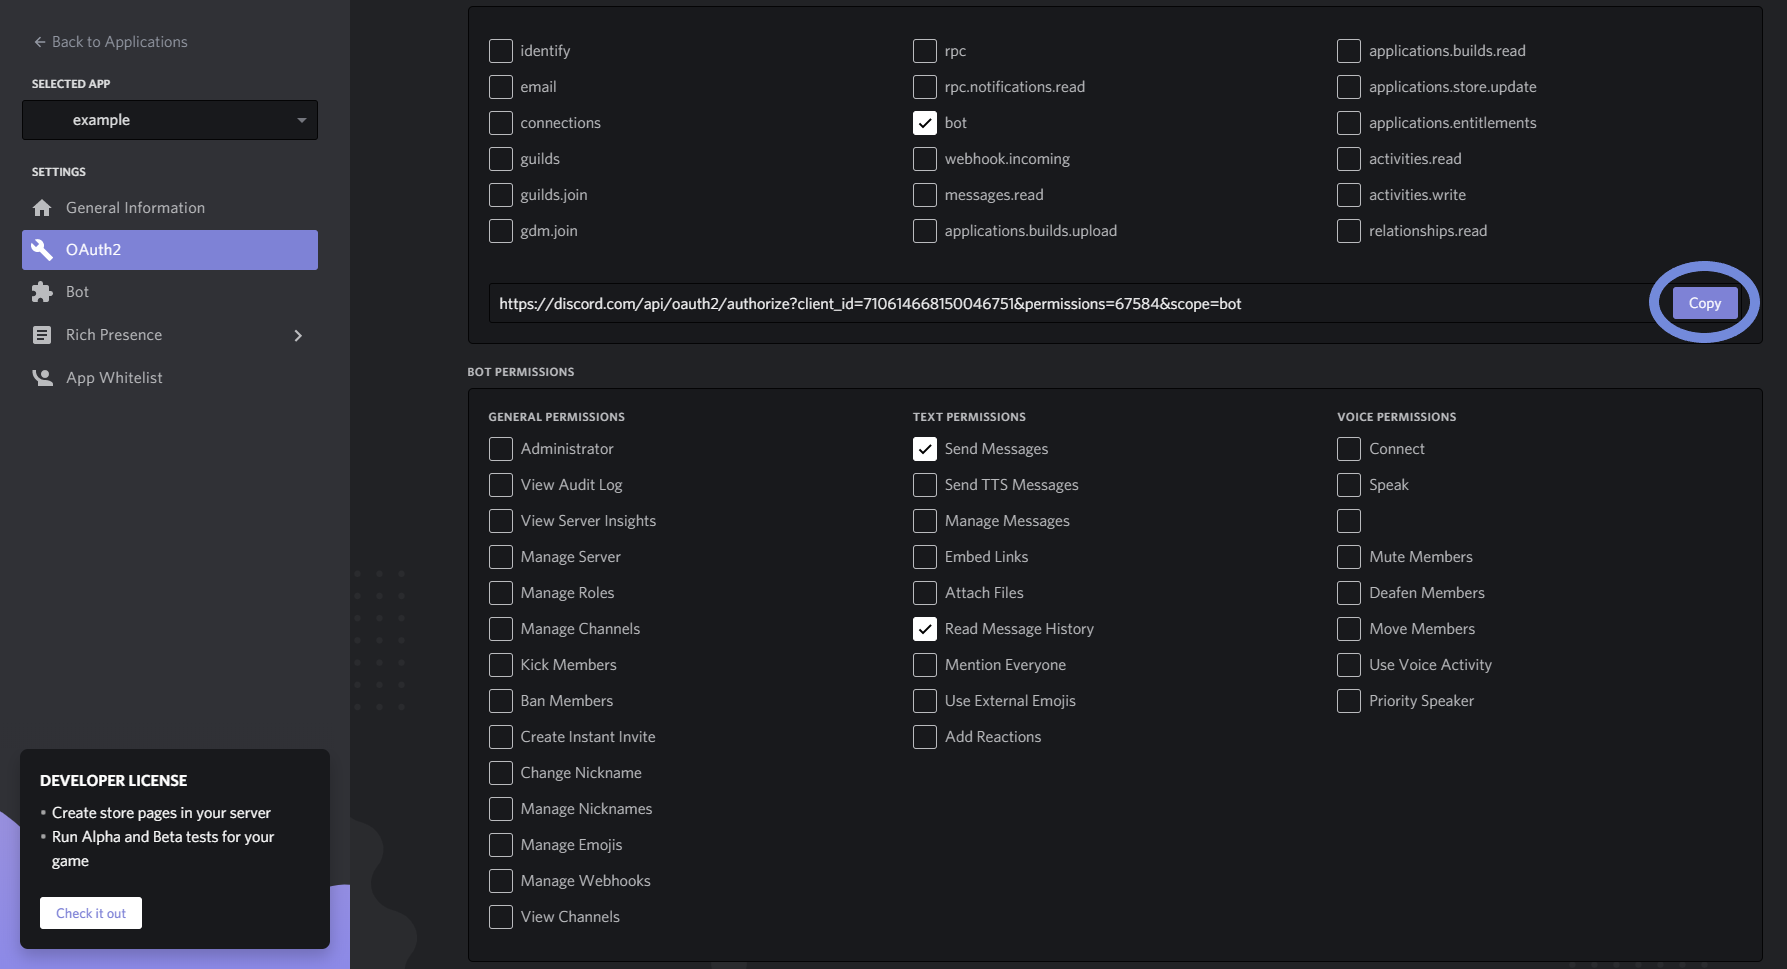 Back to Applications
SELECTED APP
example
SETTINGS
General Information
OAuth2
Bot
Rich Presence
App Whitelist
DEVELOPER LICENSE
• Create store pages in your server
• Run Alpha and Beta tests for your
game
Check it out
identify
email
connections
guilds
guilds.join
gdm.join
rpc
rpc.notifications.read
bot
webhook.incoming
messages.read
applications.builds.upload
applications.builds.read
applications.store.update
applications.entitlements
activities.read
activities.write
relationships.read
https://discord.com/api/oauth2/authorize?client_id=710614668150046751&permissions=67584&scope=bot
Copy
BOT PERMISSIONS
GENERAL PERMISSIONS
Administrator
View Audit Log
View Server Insights
Manage Server
Manage Roles
Manage Channels
Kick Members
Ban Members
Create Instant Invite
Change Nickname
Manage Nicknames
Manage Emojis
Manage Webhooks
View Channels
TEXT PERMISSIONS
Send Messages
Send TTS Messages
Manage Messages
Embed Links
Attach Files
Read Message History
Mention Everyone
Use External Emojis
Add Reactions
VOICE PERMISSIONS
Connect
Speak
Mute Members
Deafen Members
Move Members
Use Voice Activity
Priority Speaker